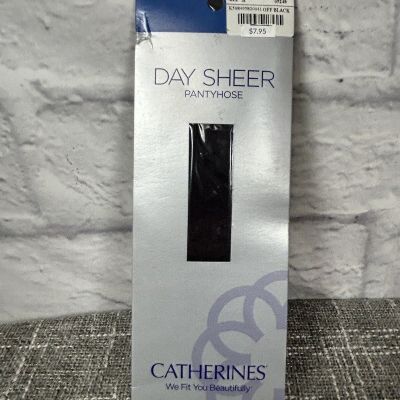 OFF BLACK
$7.95
DAY SHEER
PANTYHOSE
CATHERINES
We Fit You Beautifully